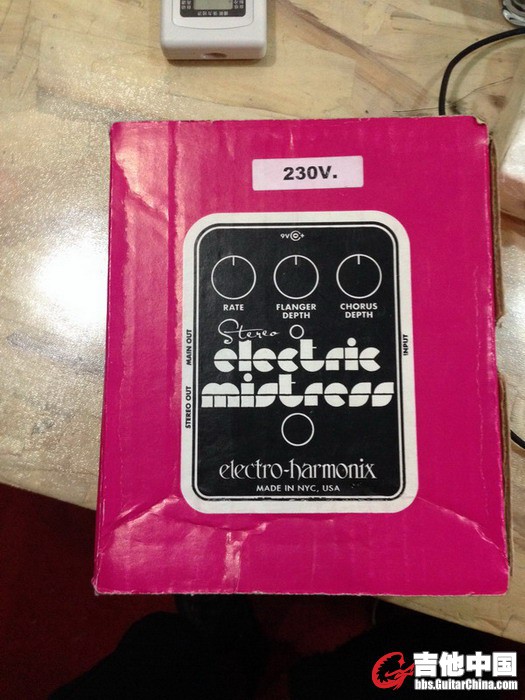 230V.
9V
RATE
FLANGER
DEPTH
CHORUS
DEPTH
MAIN OUT
STEREO OUT
INPUT
Stereo
electric
mistress
electro-harmonix
MADE IN NYC, USA
吉他中国
bbs.GuitarChina.com